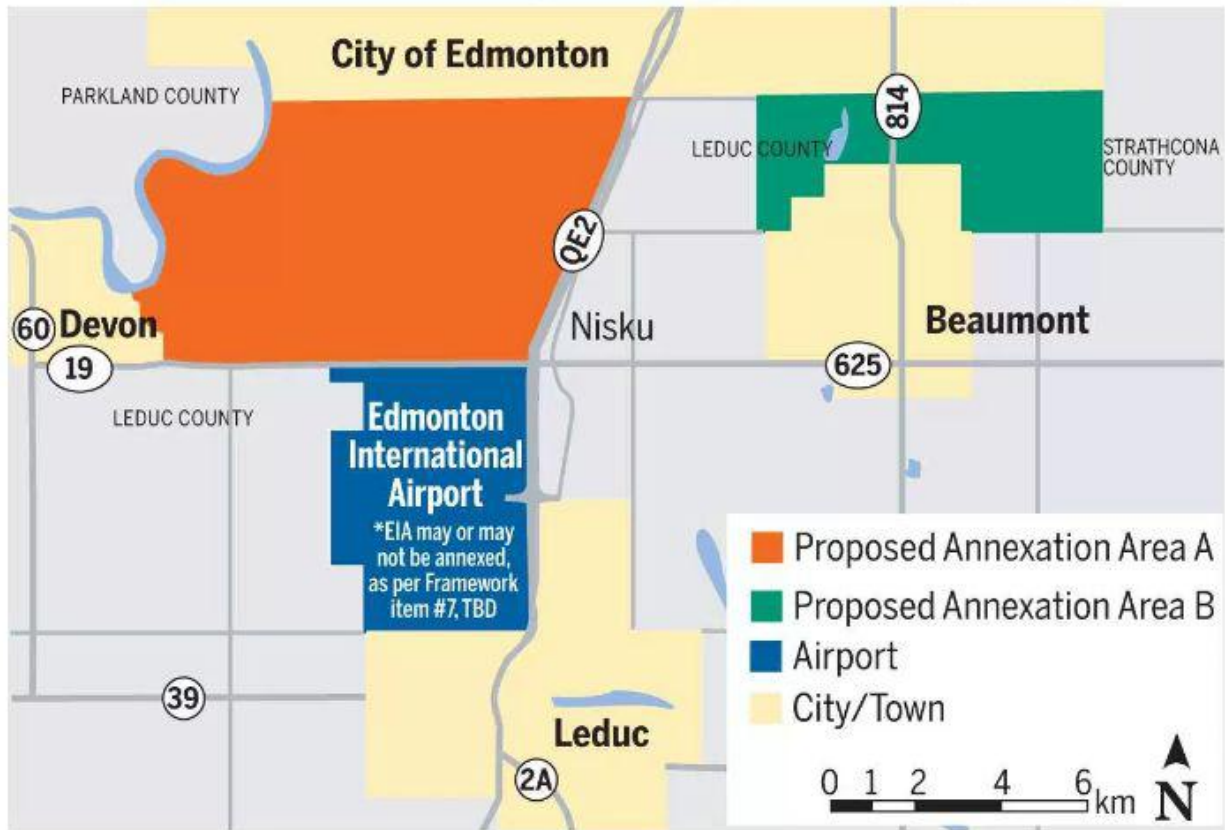 City of Edmonton
PARKLAND COUNTY
814
LEDUC COUNTY
STRATHCONA
COUNTY
QE2
60
Devon
Nisku
Beaumont
19
625
LEDUC COUNTY
Edmonton
International
Airport
*EIA may or may
not be annexed,
as per Framework
item #7, TBD
39
Leduc
2A
Proposed Annexation Area A
Proposed Annexation Area B
Airport
City/Town
0 1 2 4 6 km
N